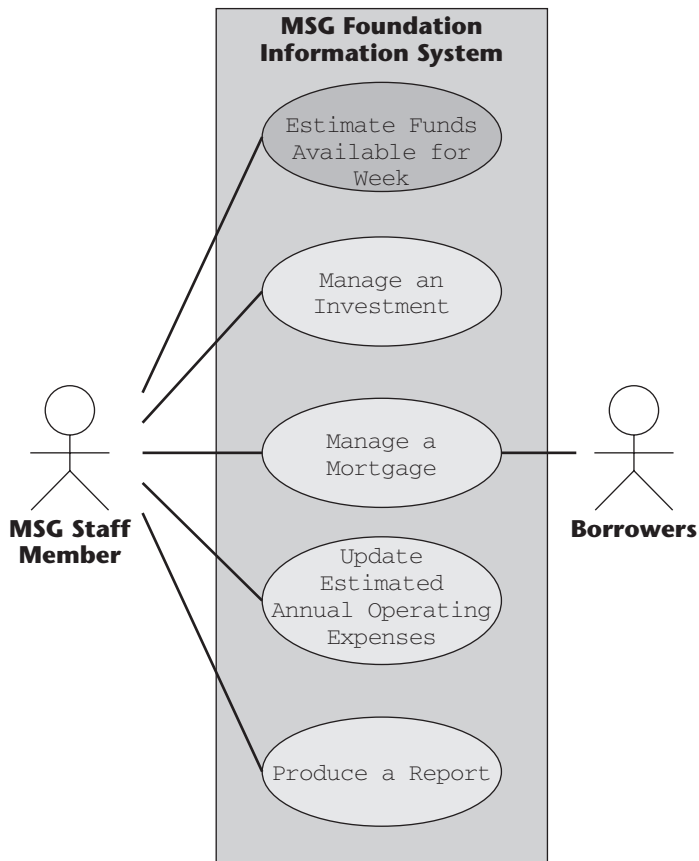 MSG Foundation
Information System
Estimate Funds
Available for
Week
Manage an
Investment
Manage a
Mortgage
MSG Staff
Member
Borrowers
Update
Estimated
Annual Operating
Expenses
Produce a Report